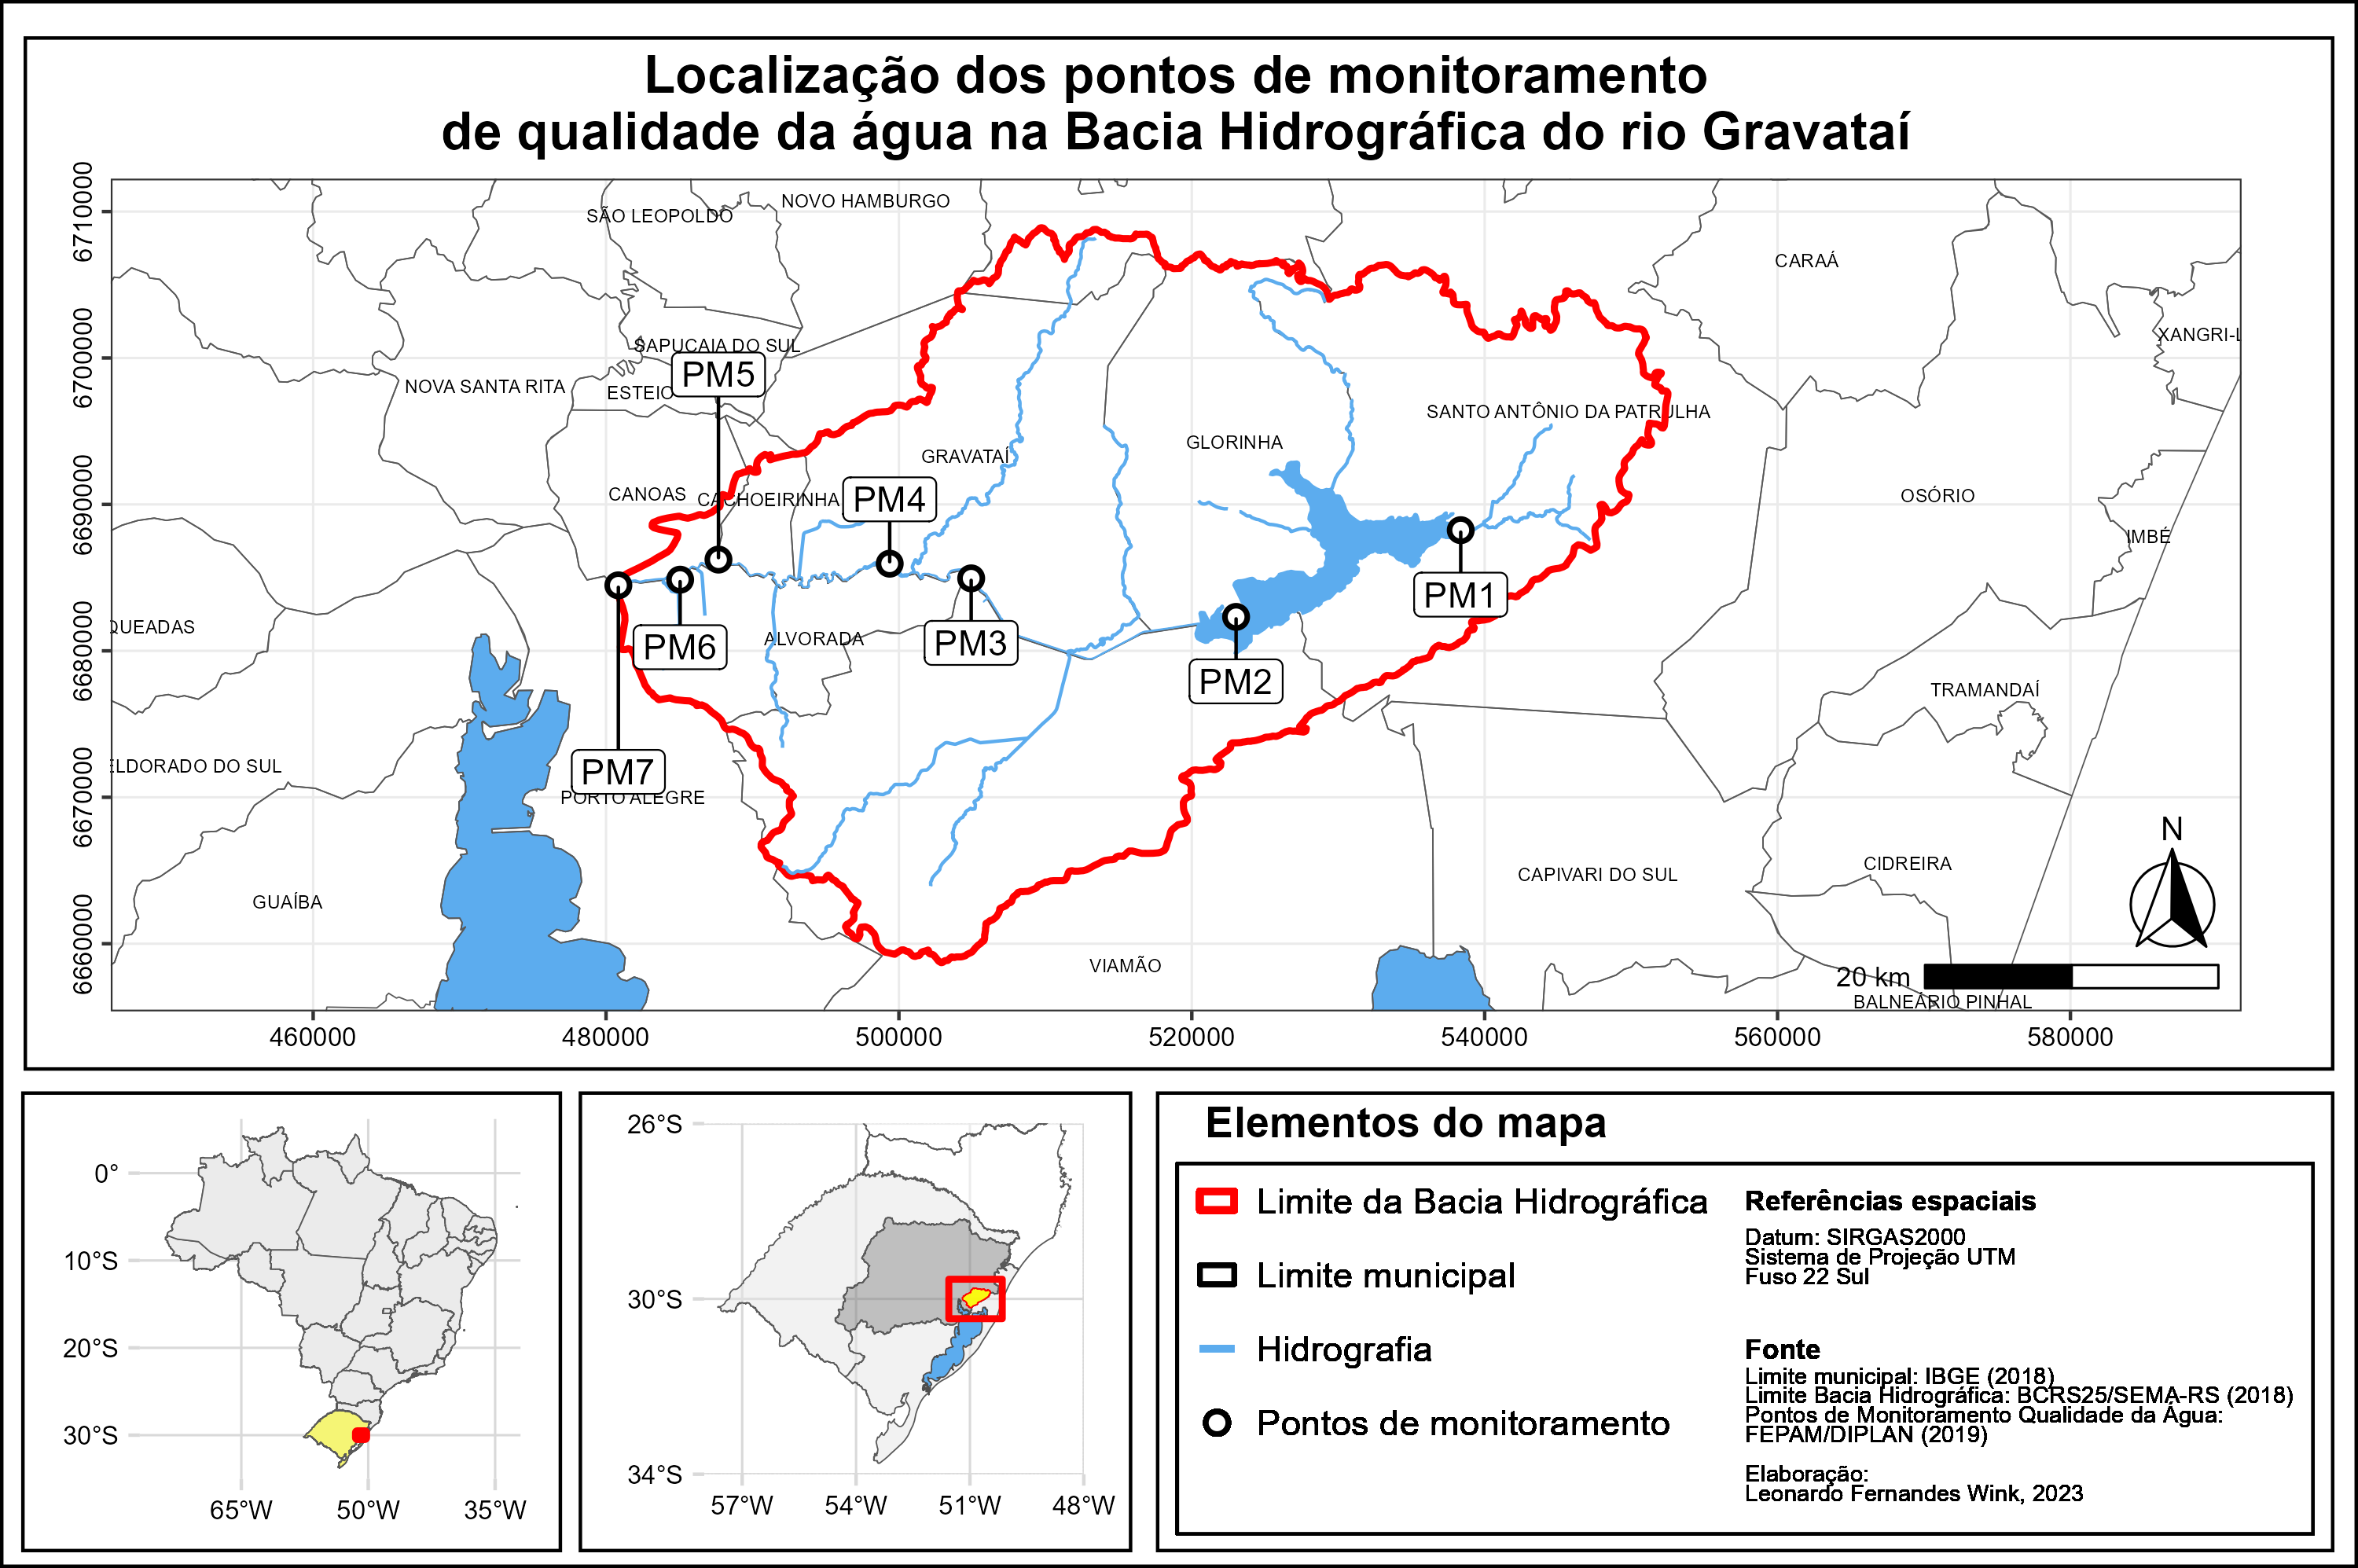 Localização dos pontos de monitoramento
de qualidade da água na Bacia Hidrográfica do rio Gravataí
6710000
6700000
6690000
6680000
6670000
6660000
NOVO HAMBURGO
SÃO LEOPOLDO
CARAÁ
XANGRI-L
SAPUCAIA DO SUL
PM5
NOVA SANTA RITA
ESTEIO
SANTO ANTÔNIO DA PATRULHA
GLORINHA
GRAVATAÍ
CANOAS
CACHOEIRINHA
PM4
OSÓRIO
IMBÉ
PM1
QUEADAS
ALVORADA
PM6
PM3
PM2
TRAMANDAÍ
ELDORADO DO SUL
PM7
PORTO ALEGRE
N
GUAÍBA
CAPIVARI DO SUL
CIDREIRA
VIAMÃO
20 km
BALNEÁRIO PINHAL
460000
480000
500000
520000
540000
560000
580000
0°
10°S
20°S
30°S
65°W
50°W
35°W
26°S
30°S
34°S
57°W
54°W
51°W
48°W
Elementos do mapa
Limite da Bacia Hidrográfica
Limite municipal
Hidrografia
Pontos de monitoramento
Referências espaciais
Datum: SIRGAS2000
Sistema de Projeção UTM
Fuso 22 Sul
Fonte
Limite municipal: IBGE (2018)
Limite Bacia Hidrográfica: BCRS25/SEMA-RS (2018)
Pontos de Monitoramento Qualidade da Água:
FEPAM/DIPLAN (2019)
Elaboração:
Leonardo Fernandes Wink, 2023